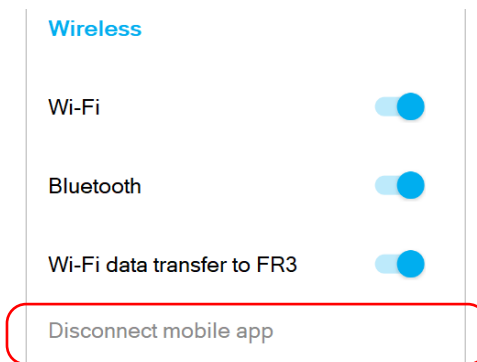 Wireless
Wi-Fi
Bluetooth
Wi-Fi data transfer to FR3
Disconnect mobile app